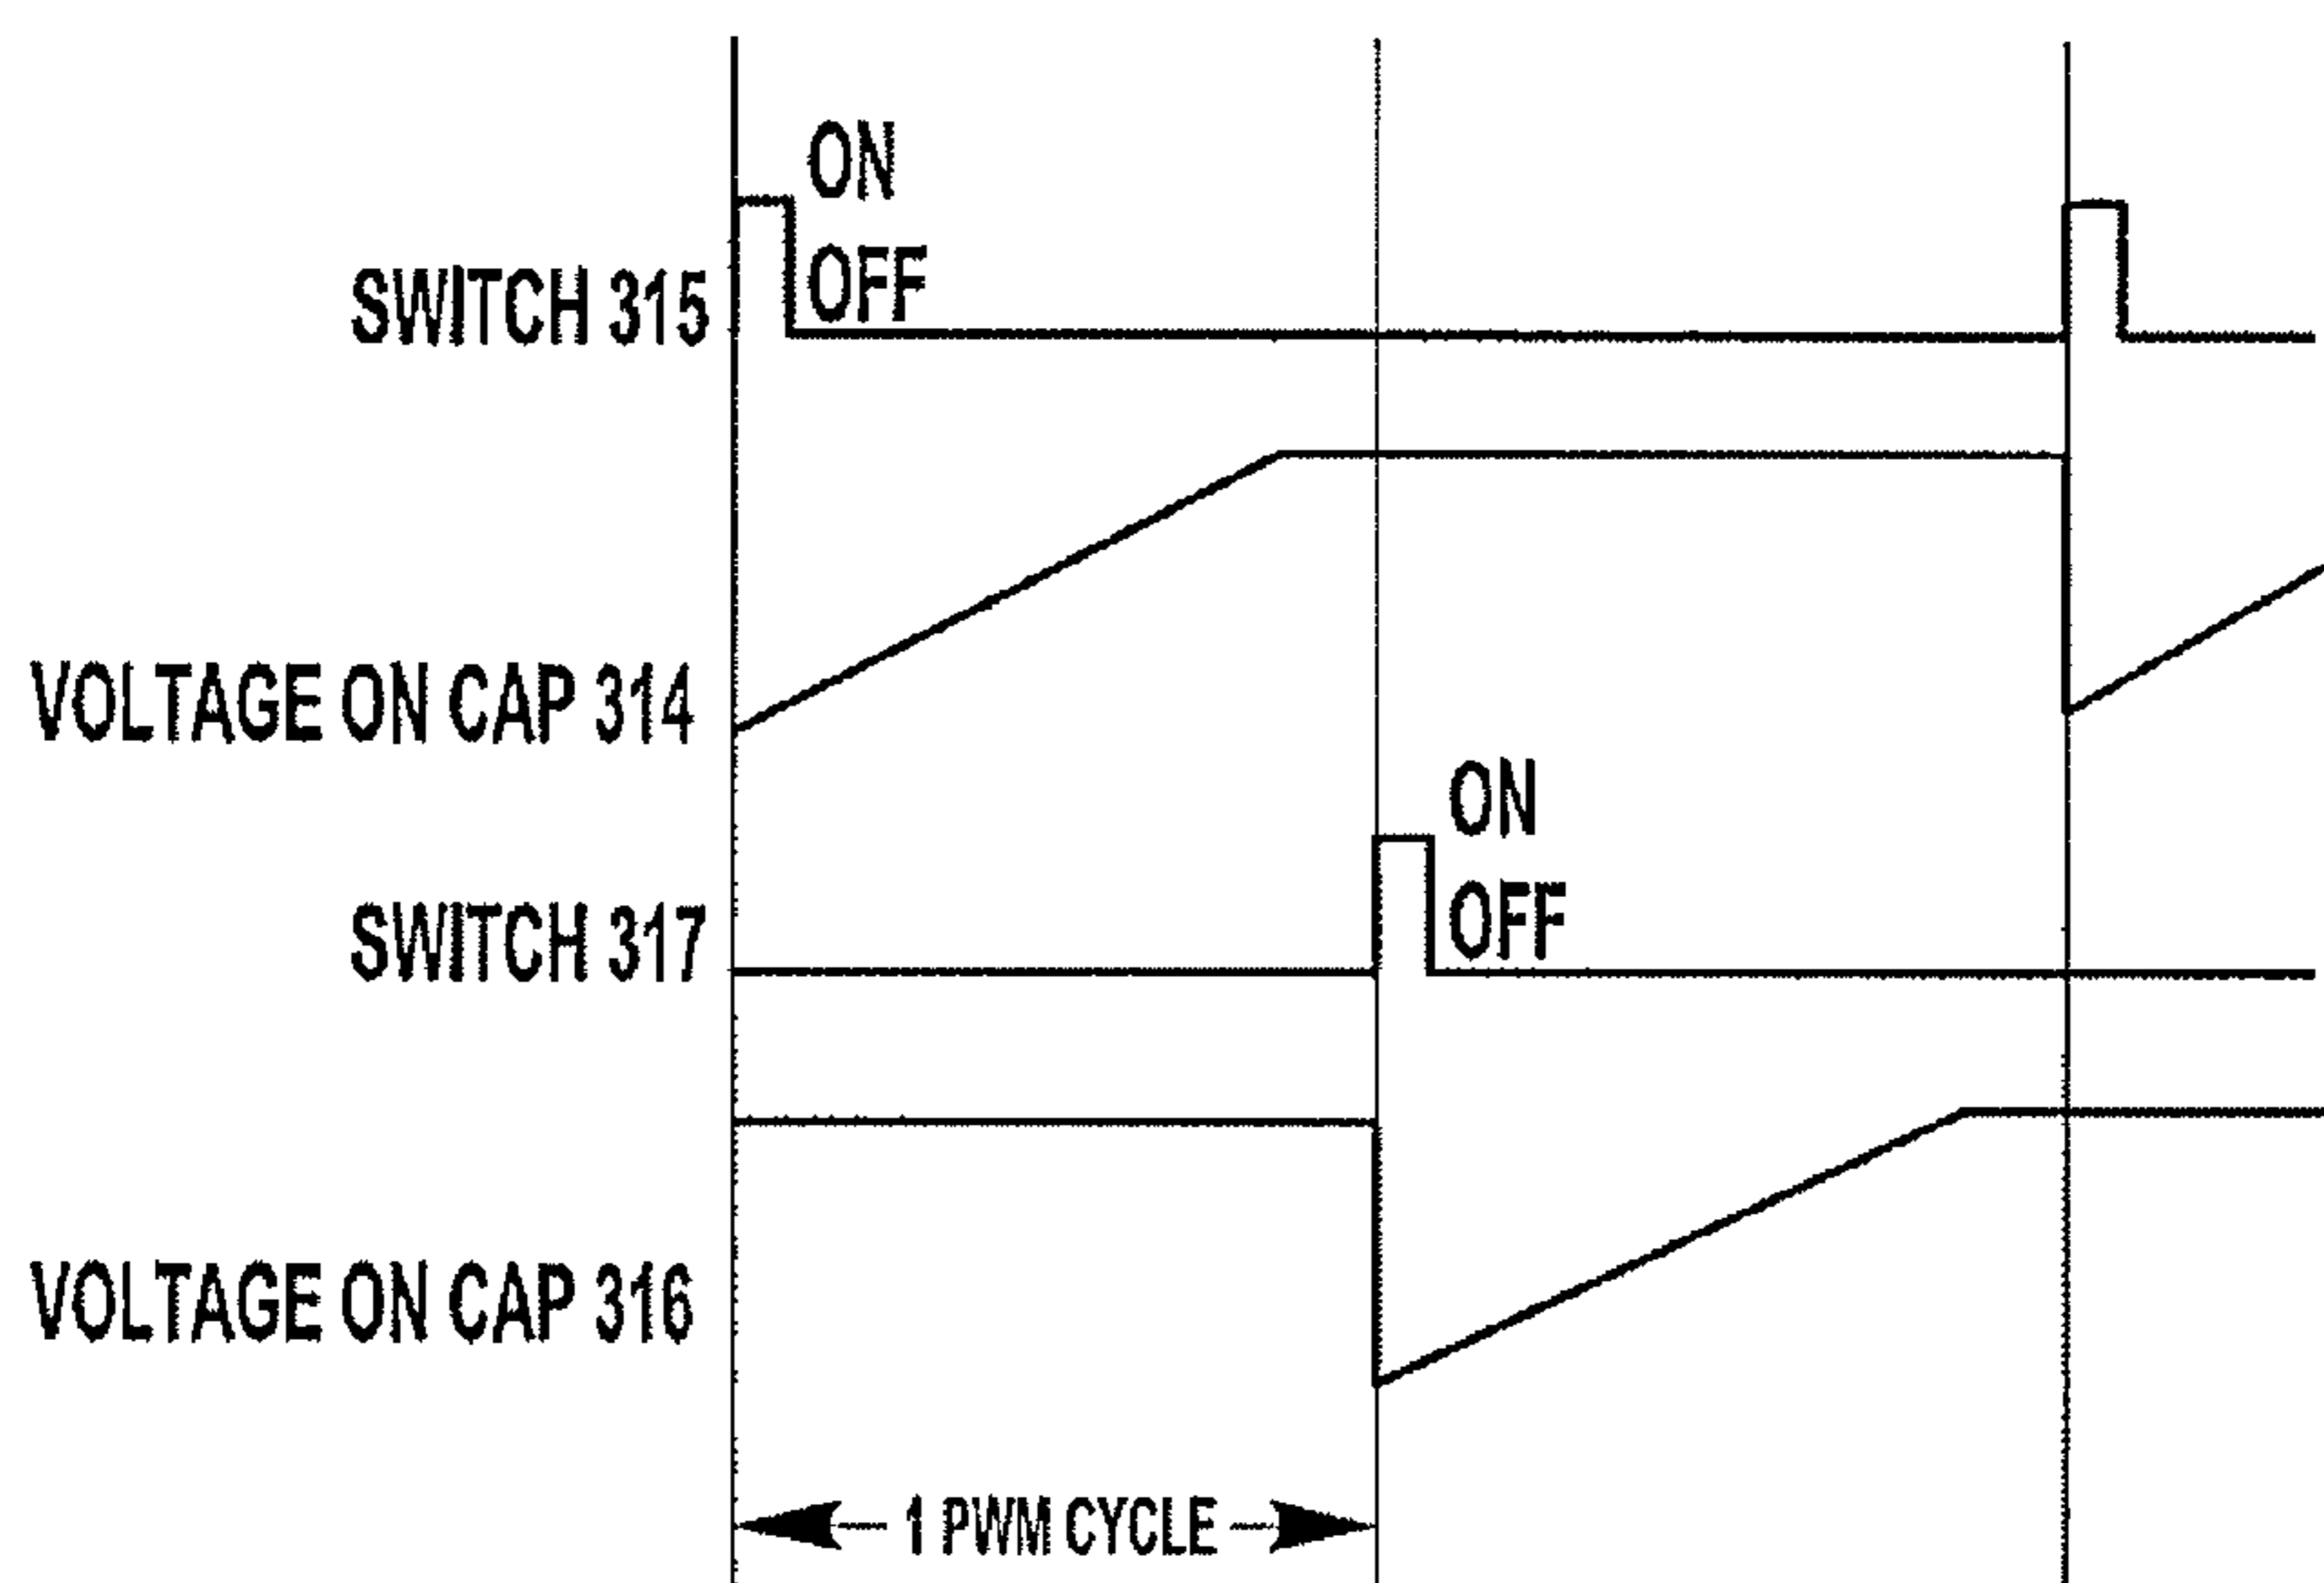 ON
OFF
SWITCH 315
VOLTAGE ON CAP 314
ON
OFF
SWITCH 317
VOLTAGE ON CAP 316
1 PWM CYCLE